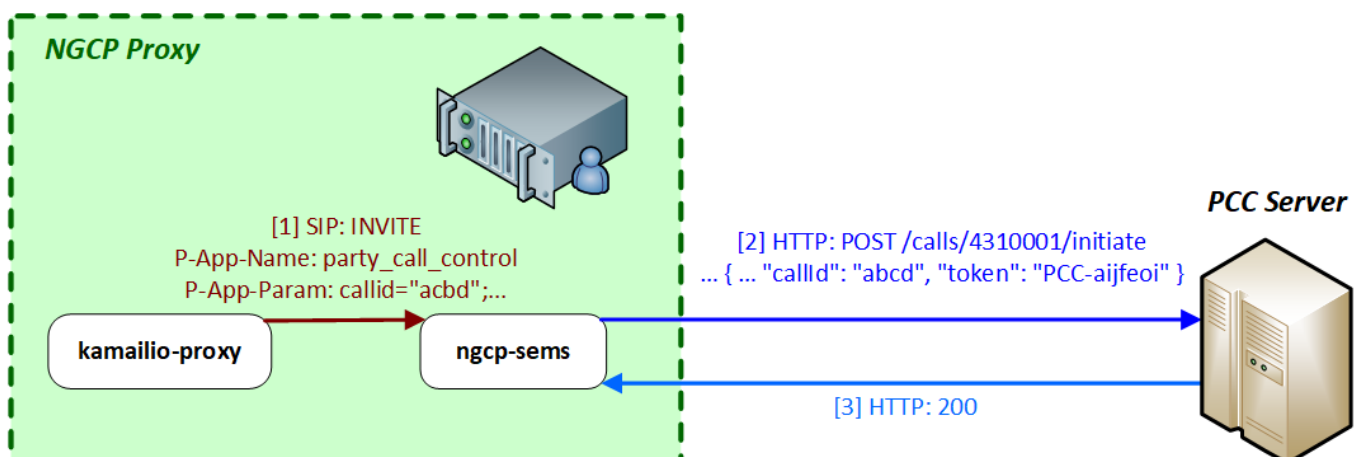 NGCP Proxy
[1] SIP: INVITE
P-App-Name: party_call_control
P-App-Param: callid="acbd";...
kamailio-proxy
ngcp-sems
[2] HTTP: POST /calls/4310001/initiate
... { ... "callId": "abcd", "token": "PCC-aijfeoi" }
[3] HTTP: 200
PCC Server